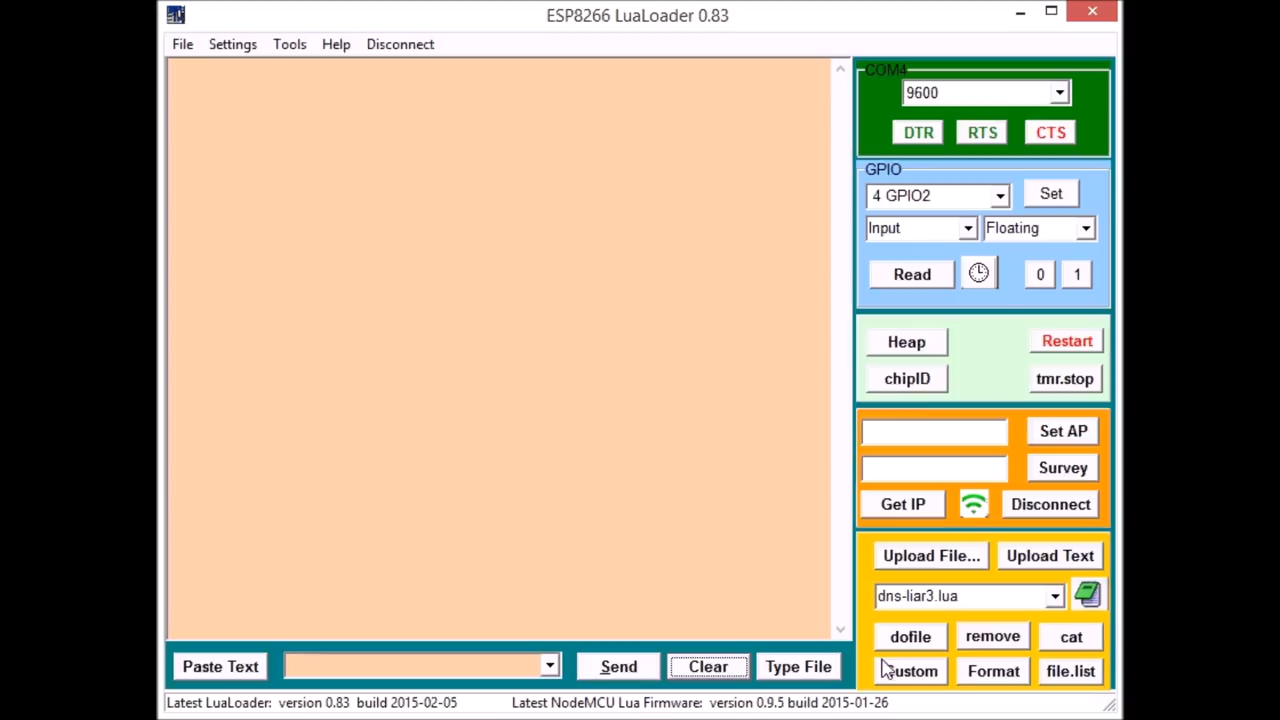 ESP8266 LuaLoader 0.83
File Settings Tools Help Disconnect
COM4
9600
DTR RTS CTS
GPIO
4 GPIO2 Set
Input Floating
Read 0 1
Heap Restart
chipID tmr.stop
Set AP
Survey
Get IP Disconnect
Upload File... Upload Text
dns-liar3.lua
dofile remove cat
Custom Format file.list
Paste Text Send Clear Type File
Latest LuaLoader: version 0.83 build 2015-02-05 Latest NodeMCU Lua Firmware: version 0.9.5 build 2015-01-26